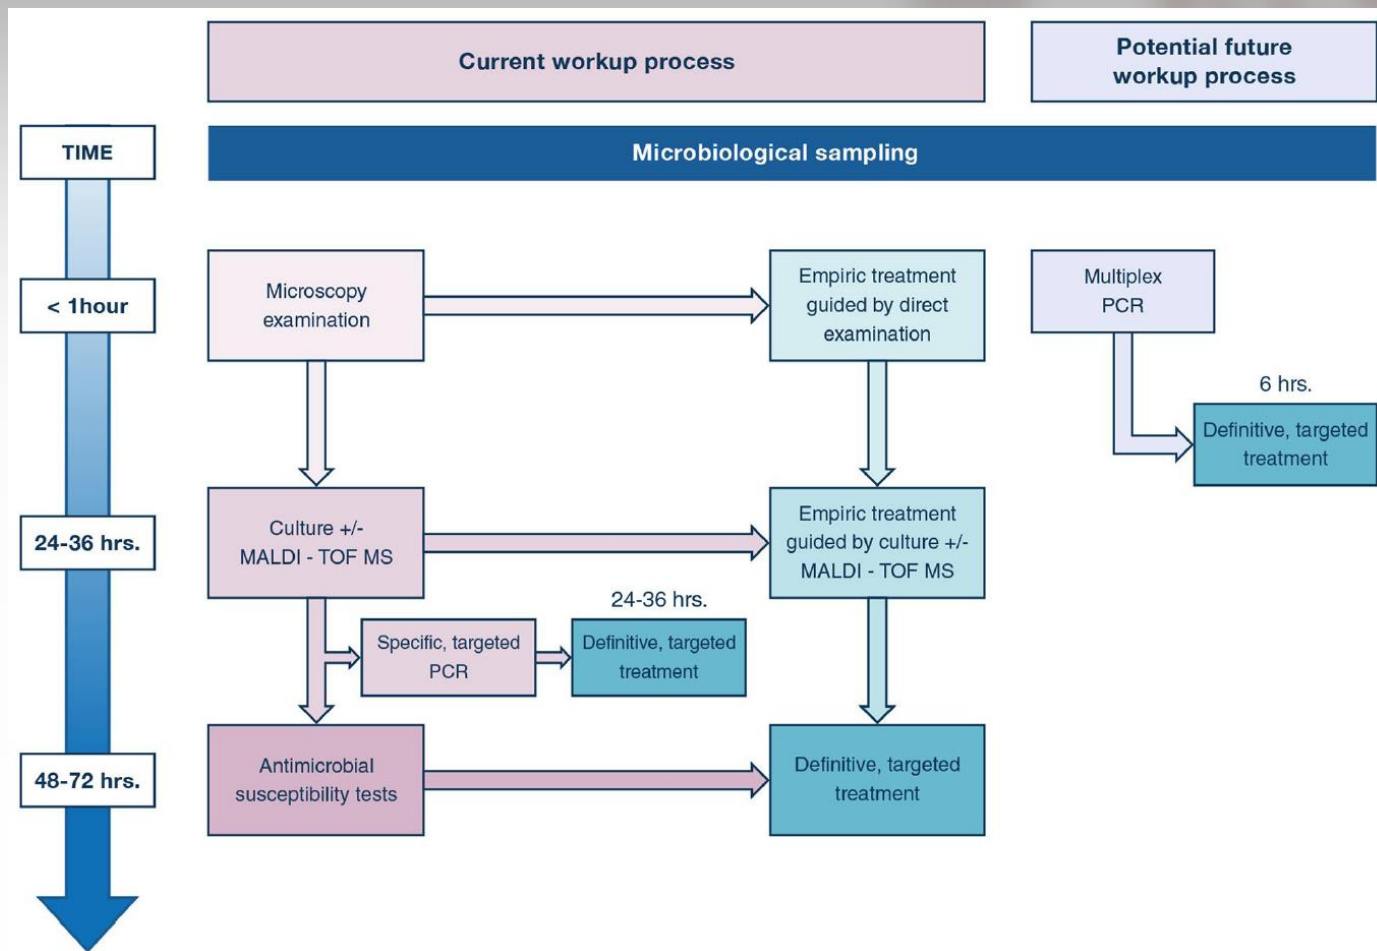 Current workup process
Potential future
workup process
TIME
Microbiological sampling
< 1hour
Microscopy
examination
Empiric treatment
guided by direct
examination
Multiplex
PCR
6 hrs.
Definitive, targeted
treatment
24-36 hrs.
Culture +/-
MALDI - TOF MS
Empiric treatment
guided by culture +/-
MALDI - TOF MS
24-36 hrs.
Specific, targeted
PCR
Definitive, targeted
treatment
48-72 hrs.
Antimicrobial
susceptibility tests
Definitive, targeted
treatment